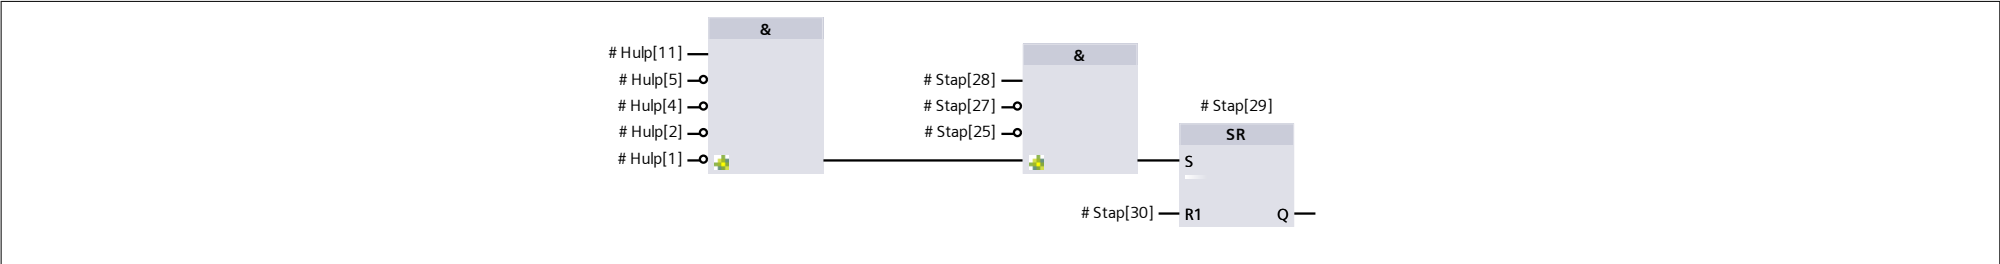 &
# Hulp[11]
# Hulp[5]
# Hulp[4]
# Hulp[2]
# Hulp[1]
&
# Stap[28]
# Stap[27]
# Stap[25]
# Stap[29]
SR
S
# Stap[30]
R1
Q